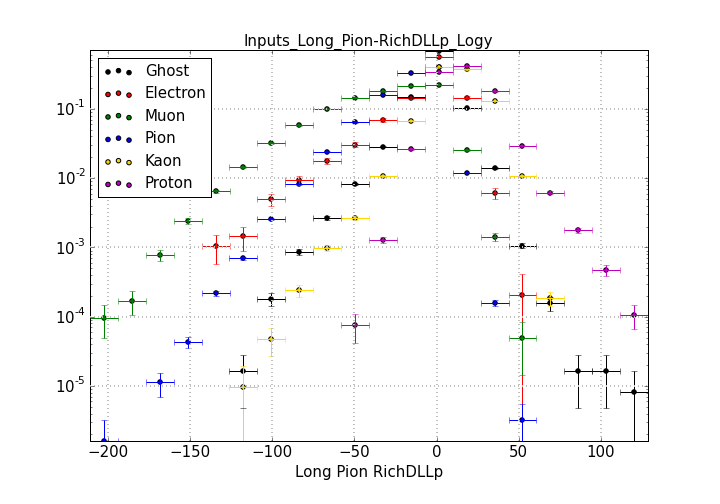 Inputs_Long_Pion-RichDLLp_Logy
Ghost
Electron
Muon
Pion
Kaon
Proton
10^-1
10^-2
10^-3
10^-4
10^-5
−200 −150 −100 −50 0 50 100
Long Pion RichDLLp